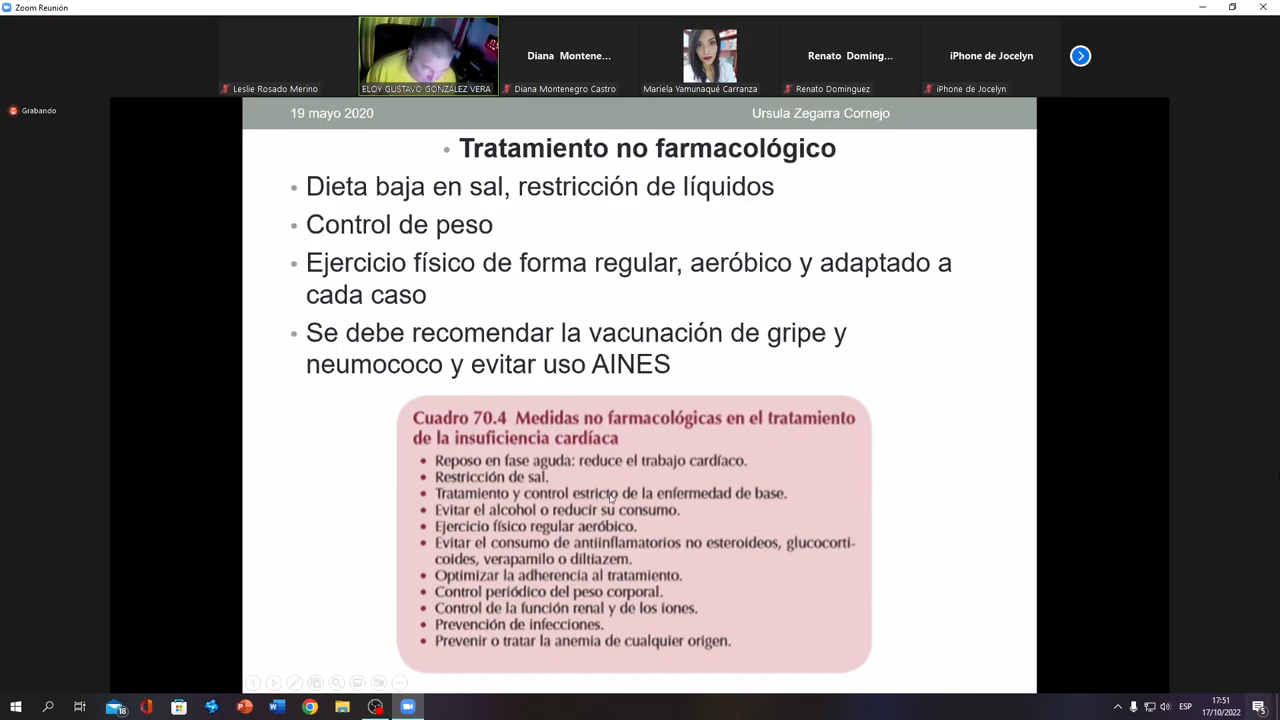 Zoom Reunión
Diana Montene...
Renato Doming...
iPhone de Jocelyn
Leslie Rosado Merino
ELOY GUSTAVO GONZALEZ VERA
Diana Montenegro Castro
Mariela Yamunaqué Carranza
Renato Dominguez
iPhone de Jocelyn
Grabando
19 mayo 2020
Ursula Zegarra Cornejo
• Tratamiento no farmacológico
• Dieta baja en sal, restricción de líquidos
• Control de peso
• Ejercicio físico de forma regular, aeróbico y adaptado a
cada caso
• Se debe recomendar la vacunación de gripe y
neumococo y evitar uso AINES
Cuadro 70.4 Medidas no farmacológicas en el tratamiento
de la insuficiencia cardíaca
• Reposo en fase aguda: reduce el trabajo cardíaco.
• Restricción de sal.
• Tratamiento y control estricto de la enfermedad de base.
• Evitar el alcohol o reducir su consumo.
• Ejercicio físico regular aeróbico.
• Evitar el consumo de antiinflamatorios no esteroideos, glucocorti-
coides, verapamilo o diltiazem.
• Optimizar la adherencia al tratamiento.
• Control periódico del peso corporal.
• Control de la función renal y de los iones.
• Prevención de infecciones.
• Prevenir o tratar la anemia de cualquier origen.
18
ESP
17:51
17/10/2022
5